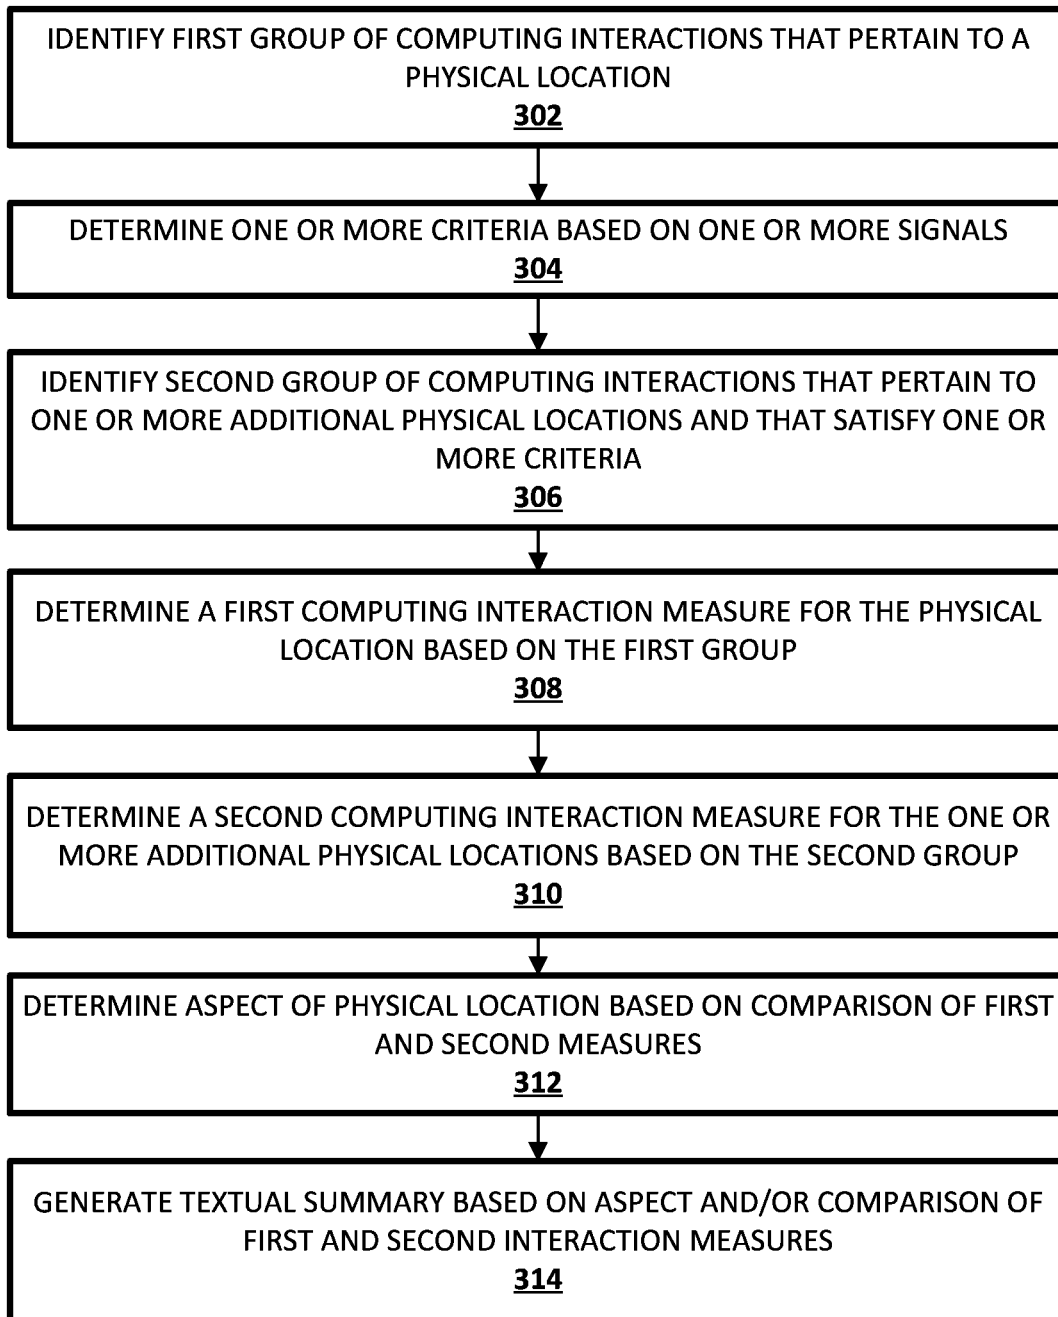 IDENTIFY FIRST GROUP OF COMPUTING INTERACTIONS THAT PERTAIN TO A
PHYSICAL LOCATION
302
DETERMINE ONE OR MORE CRITERIA BASED ON ONE OR MORE SIGNALS
304
IDENTIFY SECOND GROUP OF COMPUTING INTERACTIONS THAT PERTAIN TO
ONE OR MORE ADDITIONAL PHYSICAL LOCATIONS AND THAT SATISFY ONE OR
MORE CRITERIA
306
DETERMINE A FIRST COMPUTING INTERACTION MEASURE FOR THE PHYSICAL
LOCATION BASED ON THE FIRST GROUP
308
DETERMINE A SECOND COMPUTING INTERACTION MEASURE FOR THE ONE OR
MORE ADDITIONAL PHYSICAL LOCATIONS BASED ON THE SECOND GROUP
310
DETERMINE ASPECT OF PHYSICAL LOCATION BASED ON COMPARISON OF FIRST
AND SECOND MEASURES
312
GENERATE TEXTUAL SUMMARY BASED ON ASPECT AND/OR COMPARISON OF
FIRST AND SECOND INTERACTION MEASURES
314